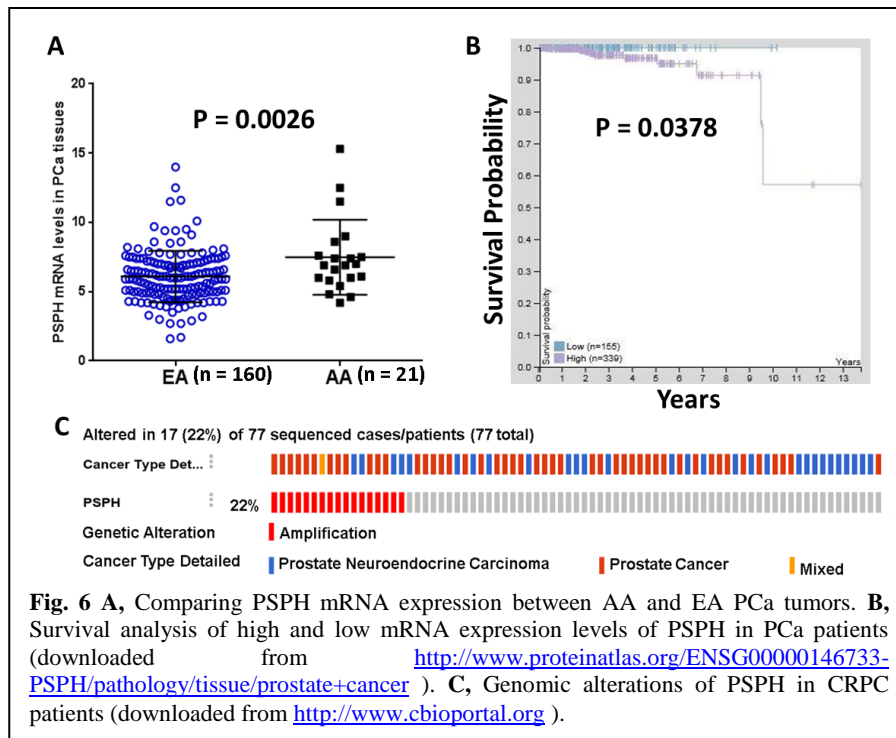 A
B
20
15
10
5
0
PSPH mRNA levels in PCa tissues
P = 0.0026
EA (n = 160)
AA (n = 21)
1.0
0.9
0.8
0.7
0.6
0.5
0.4
0.3
0.2
0.1
0.0
Survival Probability
P = 0.0378
Survival probability
Low (n=155)
High (n=339)
Years
0 1 2 3 4 5 6 7 8 9 10 11 12 13
Years
C
Altered in 17 (22%) of 77 sequenced cases/patients (77 total)
Cancer Type Det...
PSPH 22%
Genetic Alteration Amplification
Cancer Type Detailed Prostate Neuroendocrine Carcinoma Prostate Cancer Mixed
Fig. 6 A, Comparing PSPH mRNA expression between AA and EA PCa tumors. B,
Survival analysis of high and low mRNA expression levels of PSPH in PCa patients
(downloaded from http://www.proteinatlas.org/ENSG00000146733-
PSPH/pathology/tissue/prostate+cancer ). C, Genomic alterations of PSPH in CRPC
patients (downloaded from http://www.cbioportal.org ).